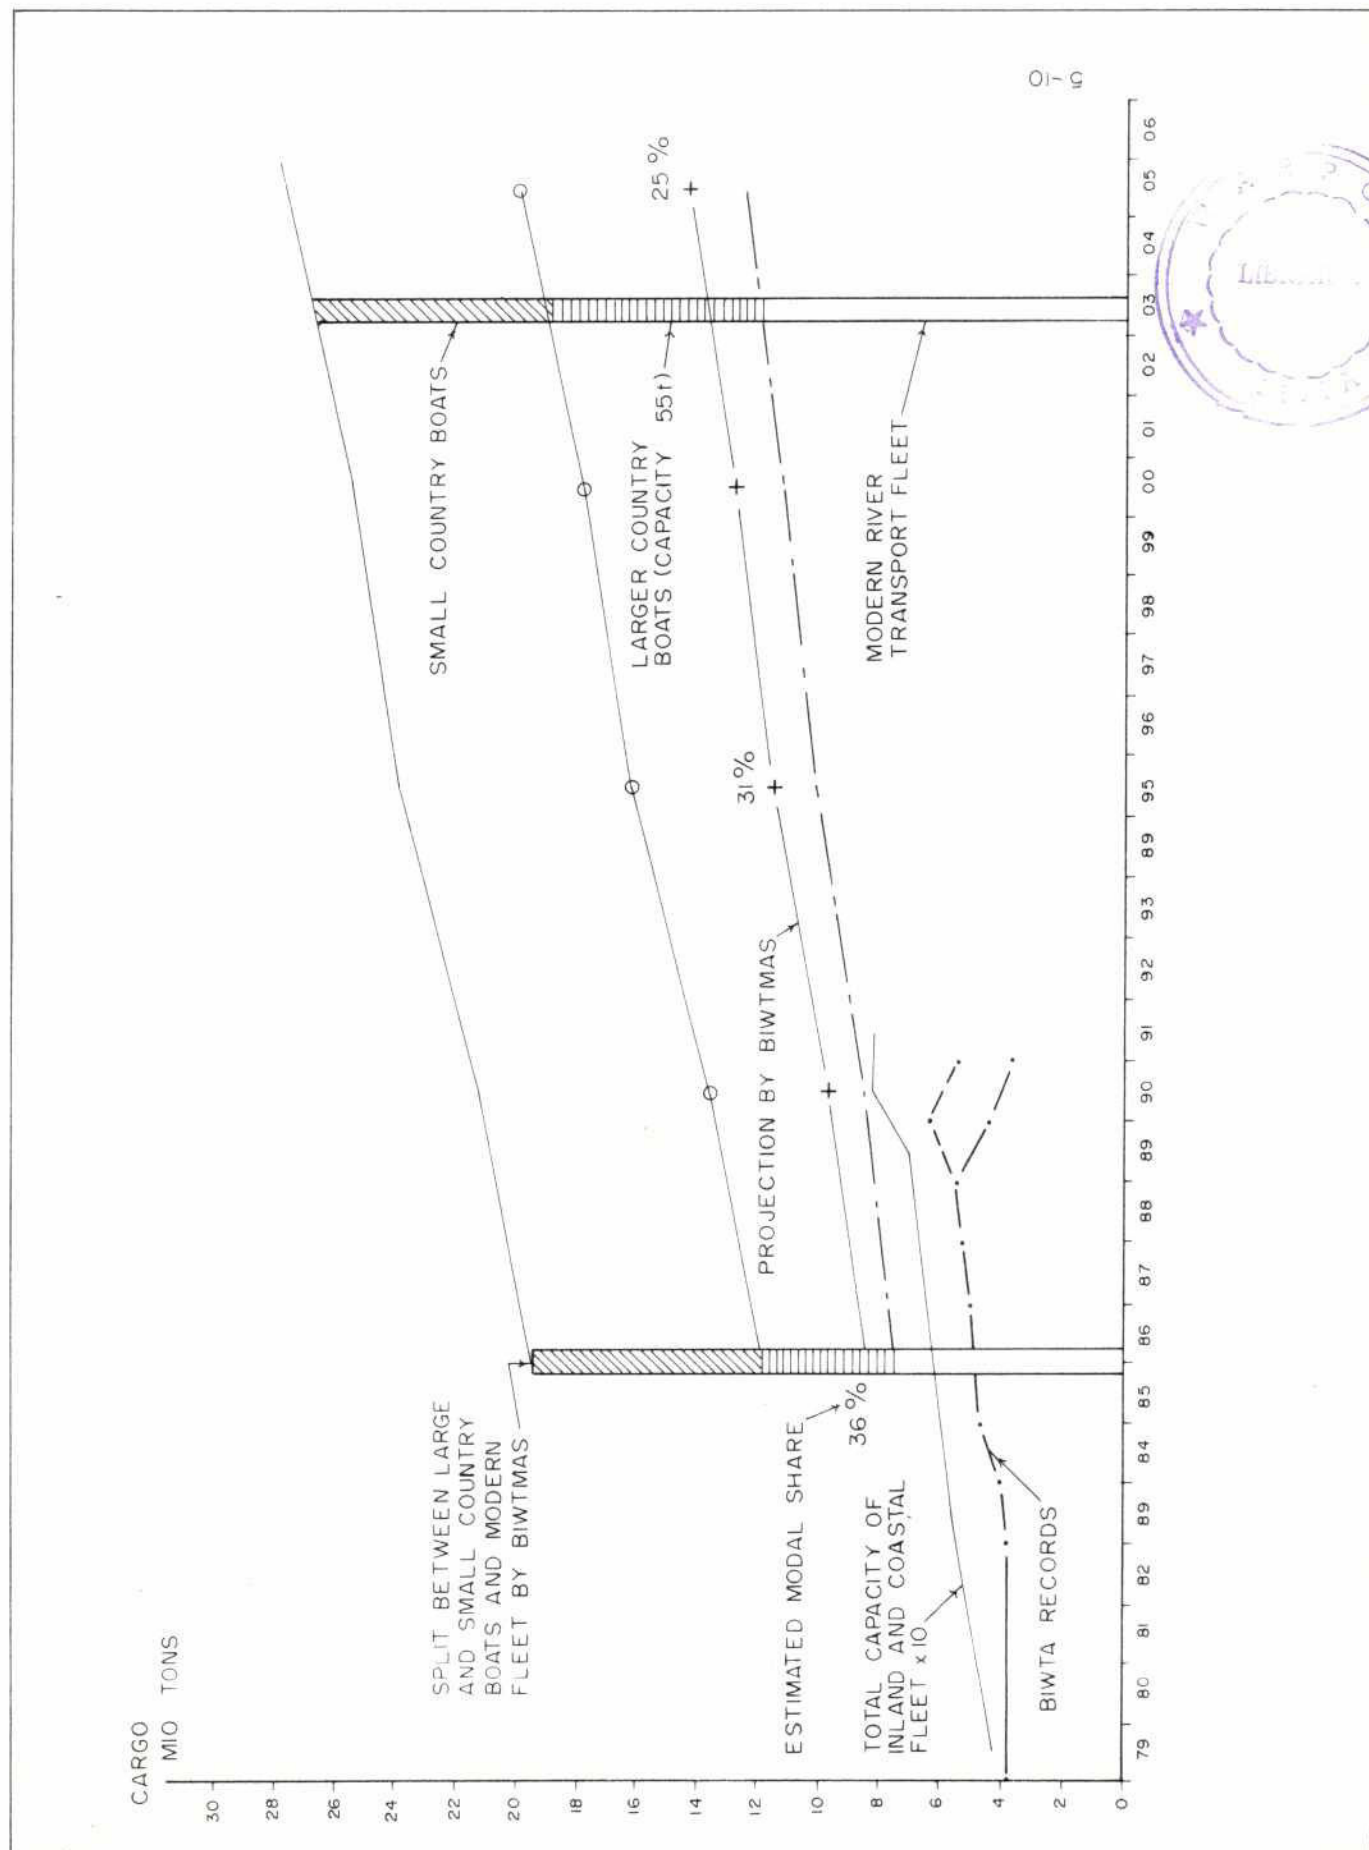 CARGO
MIO TONS
30
28
26
24
22
20
18
16
14
12
10
8
6
4
2
0
SPLIT BETWEEN LARGE
AND SMALL COUNTRY
BOATS AND MODERN
FLEET BY BIWTMAS
ESTIMATED MODAL SHARE
36 %
TOTAL CAPACITY OF
INLAND AND COASTAL
FLEET x10
BIWTA RECORDS
PROJECTION BY BIWTMAS
31 %
25 %
SMALL COUNTRY BOATS
LARGER COUNTRY
BOATS (CAPACITY 55t)
MODERN RIVER
TRANSPORT FLEET
79 80 81 82 89 84 85 86 87 88 89 90 91 92 93 89 95 96 97 98 99 00 01 02 03 04 05 06
5-10